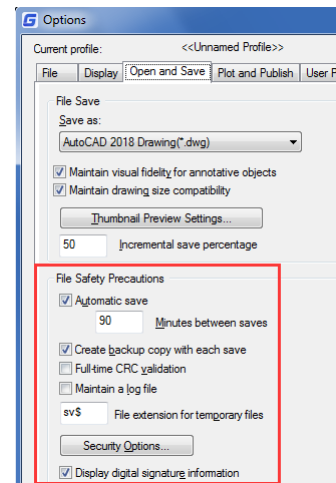 Options
Current profile: <<Unnamed Profile>>
File Display Open and Save Plot and Publish User
File Save
Save as:
AutoCAD 2018 Drawing(*.dwg)
Maintain visual fidelity for annotative objects
Maintain drawing size compatibility
Thumbnail Preview Settings...
50 Incremental save percentage
File Safety Precautions
Automatic save
90 Minutes between saves
Create backup copy with each save
Full-time CRC validation
Maintain a log file
sv$ File extension for temporary files
Security Options...
Display digital signature information